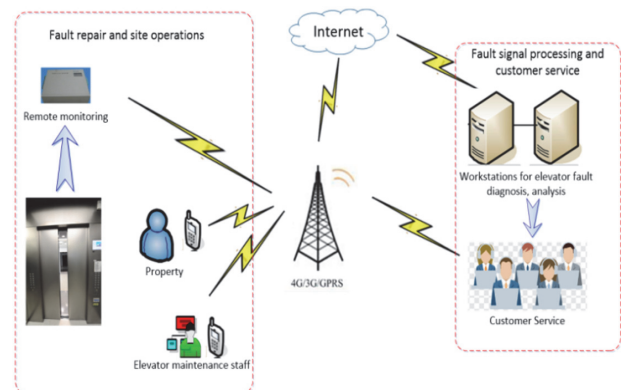 Fault repair and site operations
Remote monitoring
Property
Elevator maintenance staff
Internet
4G/3G/GPRS
Fault signal processing and
customer service
Workstations for elevator fault
diagnosis, analysis
Customer Service